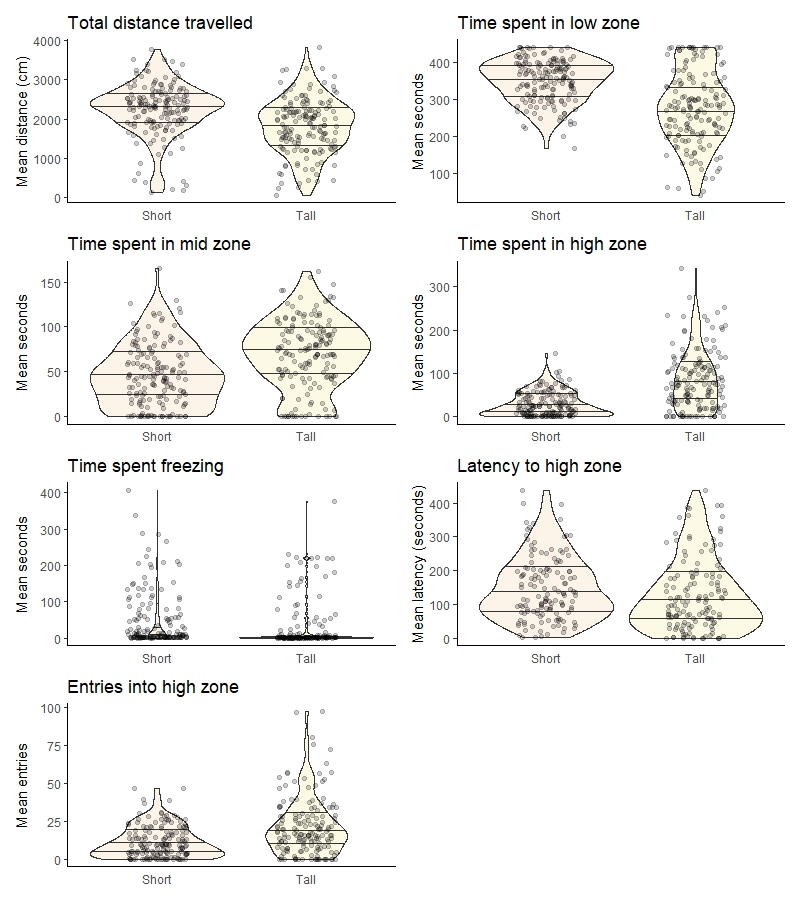 Total distance travelled
Mean distance (cm)
4000
3000
2000
1000
0
Short
Tall
Time spent in low zone
Mean seconds
400
300
200
100
Short
Tall
Time spent in mid zone
Mean seconds
150
100
50
0
Short
Tall
Time spent in high zone
Mean seconds
300
200
100
0
Short
Tall
Time spent freezing
Mean seconds
400
300
200
100
0
Short
Tall
Latency to high zone
Mean latency (seconds)
400
300
200
100
0
Short
Tall
Entries into high zone
Mean entries
100
75
50
25
0
Short
Tall